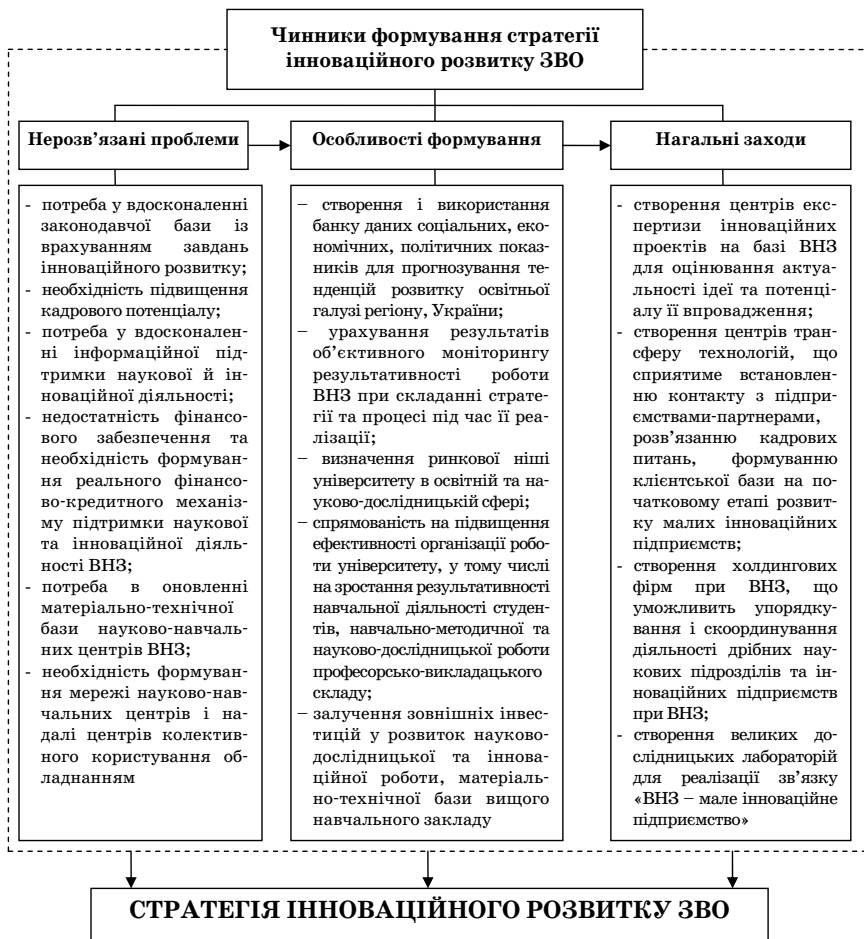 Чинники формування стратегії
інноваційного розвитку ЗВО
Нерозв’язані проблеми
Особливості формування
Нагальні заходи
- потреба у вдосконаленні
законодавчої бази із
врахуванням завдань
інноваційного розвитку;
- необхідність підвищення
кадрового потенціалу;
- потреба у вдосконален-
ні інформаційної під-
тримки наукової й ін-
новаційної діяльності;
- недостатність фінансо-
вого забезпечення та
необхідність формуван-
ня реального фінансо-
во-кредитного механіз-
му підтримки наукової
та інноваційної діяль-
ності ВНЗ;
- потреба в оновленні
матеріально-технічної
бази науково-навчаль-
них центрів ВНЗ;
- необхідність формуван-
ня мережі науково-нав-
чальних центрів і на-
далі центрів колектив-
ного користування об-
ладнанням
– створення і використання
банку даних соціальних, еко-
номічних, політичних показ-
ників для прогнозування те-
нденцій розвитку освітньої
галузі регіону, України;
– урахування результатів
об’єктивного моніторингу
результативності роботи
ВНЗ при складанні страте-
гії та процесі під час її реа-
лізації;
– визначення ринкової ніші
університету в освітній та на-
уково-дослідницькій сфері;
– спрямованість на підвищення
ефективності організації робо-
ти університету, у тому числі
на зростання результативності
навчальної діяльності студен-
тів, навчально-методичної та
науково-дослідницької роботи
професорсько-викладацького
складу;
– залучення зовнішніх інвес-
тицій у розвиток науково-
дослідницької та іннова-
ційної роботи, матеріаль-
но-технічної бази вищого
навчального закладу
- створення центрів екс-
пертизи інноваційних
проектів на базі ВНЗ
для оцінювання актуа-
льності ідеї та потенці-
алу її впровадження;
- створення центрів тран-
сферу технологій, що
сприятиме встановлен-
ню контакту з підпри-
ємствами-партнерами,
розв’язанню кадрових
питань, формуванню
клієнтської бази на по-
чатковому етапі розвит-
ку малих інноваційних
підприємств;
- створення холдингових
фірм при ВНЗ, що
уможливить упорядку-
вання і скоординування
діяльності дрібних нау-
кових підрозділів та ін-
новаційних підприємств
при ВНЗ;
- створення великих до-
слідницьких лабораторій
для реалізації зв’язку
«ВНЗ – мале інноваційне
підприємство»
СТРАТЕГІЯ ІННОВАЦІЙНОГО РОЗВИТКУ ЗВО